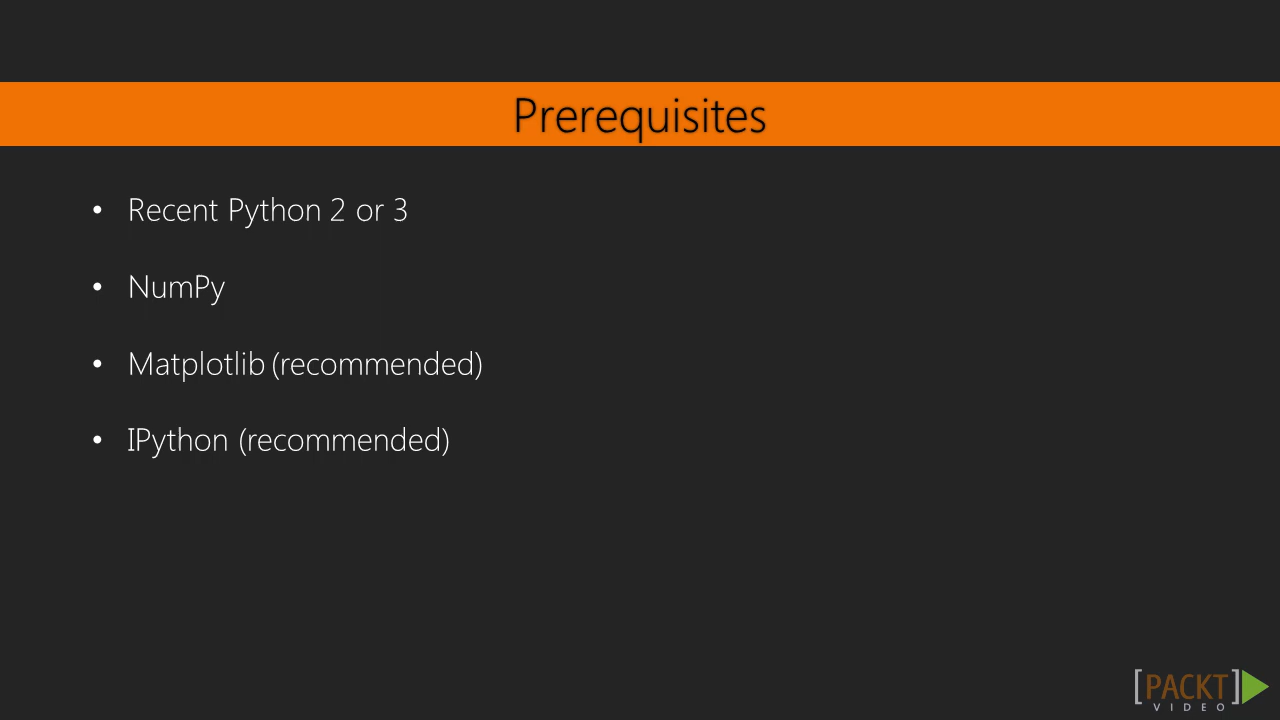 Prerequisites
• Recent Python 2 or 3
• NumPy
• Matplotlib (recommended)
• IPython (recommended)
[PACKT]
VIDEO